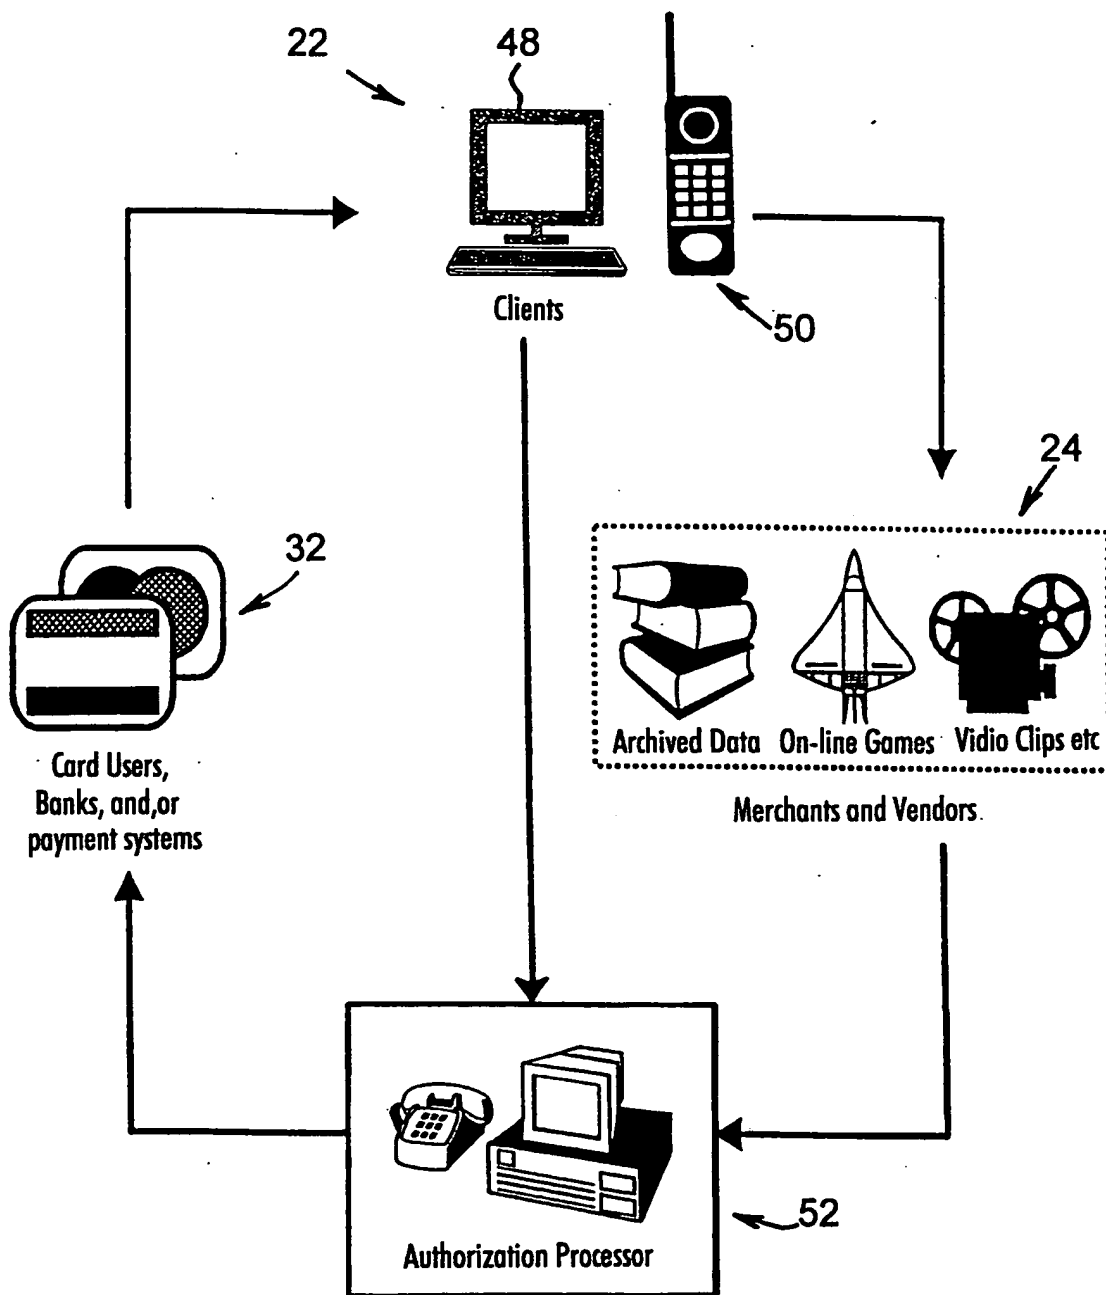 22
48
Clients
50
24
32
Archived Data
On-line Games
Vidio Clips etc
Card Users,
Banks, and,or
payment systems
Merchants and Vendors
52
Authorization Processor